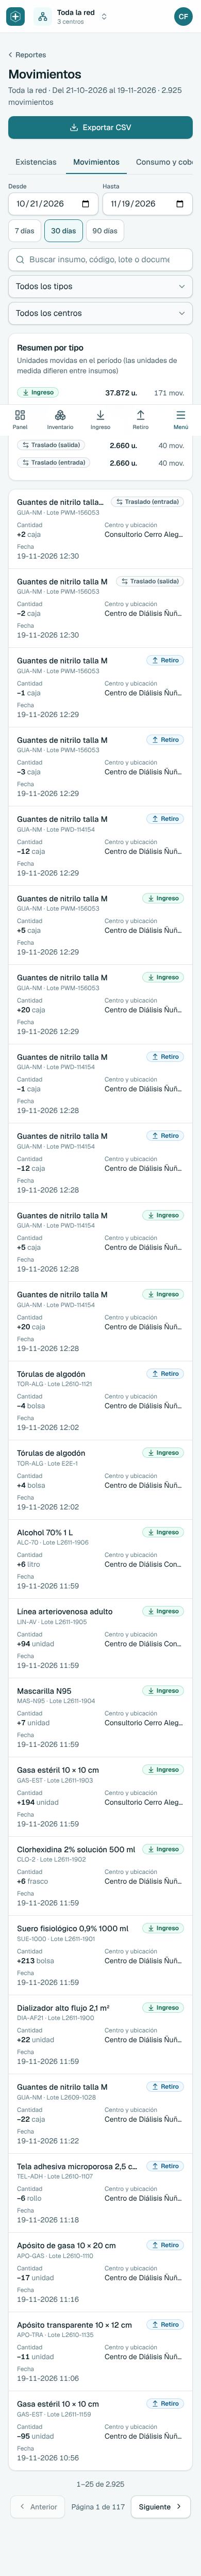 Toda la red
3 centros
CF
Reportes
Movimientos
Toda la red · Del 21-10-2026 al 19-11-2026 · 2.925
movimientos
Exportar CSV
Existencias Movimientos Consumo y cob
Desde Hasta
10/21/2026 11/19/2026
7 días 30 días 90 días
Buscar insumo, código, lote o docume
Todos los tipos
Todos los centros
Resumen por tipo
Unidades movidas en el período (las unidades de
medida difieren entre insumos)
Ingreso 37.872 u. 171 mov.
Panel Inventario Ingreso Retiro Menú
Traslado (salida) 2.660 u. 40 mov.
Traslado (entrada) 2.660 u. 40 mov.
Guantes de nitrilo talla... Traslado (entrada)
GUA-NM · Lote PWM-156053
Cantidad Centro y ubicación
+2 caja Consultorio Cerro Aleg...
Fecha
19-11-2026 12:30
Guantes de nitrilo talla M Traslado (salida)
GUA-NM · Lote PWM-156053
Cantidad Centro y ubicación
−2 caja Centro de Diálisis Ñuñ...
Fecha
19-11-2026 12:30
Guantes de nitrilo talla M Retiro
GUA-NM · Lote PWM-156053
Cantidad Centro y ubicación
−1 caja Centro de Diálisis Ñuñ...
Fecha
19-11-2026 12:29
Guantes de nitrilo talla M Retiro
GUA-NM · Lote PWM-156053
Cantidad Centro y ubicación
−3 caja Centro de Diálisis Ñuñ...
Fecha
19-11-2026 12:29
Guantes de nitrilo talla M Retiro
GUA-NM · Lote PWD-114154
Cantidad Centro y ubicación
−12 caja Centro de Diálisis Ñuñ...
Fecha
19-11-2026 12:29
Guantes de nitrilo talla M Ingreso
GUA-NM · Lote PWM-156053
Cantidad Centro y ubicación
+5 caja Centro de Diálisis Ñuñ...
Fecha
19-11-2026 12:29
Guantes de nitrilo talla M Ingreso
GUA-NM · Lote PWM-156053
Cantidad Centro y ubicación
+20 caja Centro de Diálisis Ñuñ...
Fecha
19-11-2026 12:29
Guantes de nitrilo talla M Retiro
GUA-NM · Lote PWD-114154
Cantidad Centro y ubicación
−1 caja Centro de Diálisis Ñuñ...
Fecha
19-11-2026 12:28
Guantes de nitrilo talla M Retiro
GUA-NM · Lote PWD-114154
Cantidad Centro y ubicación
−12 caja Centro de Diálisis Ñuñ...
Fecha
19-11-2026 12:28
Guantes de nitrilo talla M Ingreso
GUA-NM · Lote PWD-114154
Cantidad Centro y ubicación
+5 caja Centro de Diálisis Ñuñ...
Fecha
19-11-2026 12:28
Guantes de nitrilo talla M Ingreso
GUA-NM · Lote PWD-114154
Cantidad Centro y ubicación
+20 caja Centro de Diálisis Ñuñ...
Fecha
19-11-2026 12:28
Tórulas de algodón Retiro
TOR-ALG · Lote L2610-1121
Cantidad Centro y ubicación
−4 bolsa Centro de Diálisis Ñuñ...
Fecha
19-11-2026 12:02
Tórulas de algodón Ingreso
TOR-ALG · Lote E2E-1
Cantidad Centro y ubicación
+4 bolsa Centro de Diálisis Ñuñ...
Fecha
19-11-2026 12:02
Alcohol 70% 1 L Ingreso
ALC-70 · Lote L2611-1906
Cantidad Centro y ubicación
+6 litro Centro de Diálisis Con...
Fecha
19-11-2026 11:59
Línea arteriovenosa adulto Ingreso
LIN-AV · Lote L2611-1905
Cantidad Centro y ubicación
+94 unidad Centro de Diálisis Con...
Fecha
19-11-2026 11:59
Mascarilla N95 Ingreso
MAS-N95 · Lote L2611-1904
Cantidad Centro y ubicación
+7 unidad Consultorio Cerro Aleg...
Fecha
19-11-2026 11:59
Gasa estéril 10 × 10 cm Ingreso
GAS-EST · Lote L2611-1903
Cantidad Centro y ubicación
+194 unidad Consultorio Cerro Aleg...
Fecha
19-11-2026 11:59
Clorhexidina 2% solución 500 ml Ingreso
CLO-2 · Lote L2611-1902
Cantidad Centro y ubicación
+6 frasco Centro de Diálisis Ñuñ...
Fecha
19-11-2026 11:59
Suero fisiológico 0,9% 1000 ml Ingreso
SUE-1000 · Lote L2611-1901
Cantidad Centro y ubicación
+213 bolsa Centro de Diálisis Ñuñ...
Fecha
19-11-2026 11:59
Dializador alto flujo 2,1 m² Ingreso
DIA-AF21 · Lote L2611-1900
Cantidad Centro y ubicación
+22 unidad Centro de Diálisis Ñuñ...
Fecha
19-11-2026 11:59
Guantes de nitrilo talla M Retiro
GUA-NM · Lote L2609-1028
Cantidad Centro y ubicación
−22 caja Centro de Diálisis Ñuñ...
Fecha
19-11-2026 11:22
Tela adhesiva microporosa 2,5 c... Retiro
TEL-ADH · Lote L2610-1107
Cantidad Centro y ubicación
−6 rollo Centro de Diálisis Ñuñ...
Fecha
19-11-2026 11:18
Apósito de gasa 10 × 20 cm Retiro
APO-GAS · Lote L2610-1110
Cantidad Centro y ubicación
−17 unidad Centro de Diálisis Ñuñ...
Fecha
19-11-2026 11:16
Apósito transparente 10 × 12 cm Retiro
APO-TRA · Lote L2610-1135
Cantidad Centro y ubicación
−11 unidad Centro de Diálisis Ñuñ...
Fecha
19-11-2026 11:06
Gasa estéril 10 × 10 cm Retiro
GAS-EST · Lote L2611-1159
Cantidad Centro y ubicación
−95 unidad Centro de Diálisis Ñuñ...
Fecha
19-11-2026 10:56
1–25 de 2.925
Anterior Página 1 de 117 Siguiente